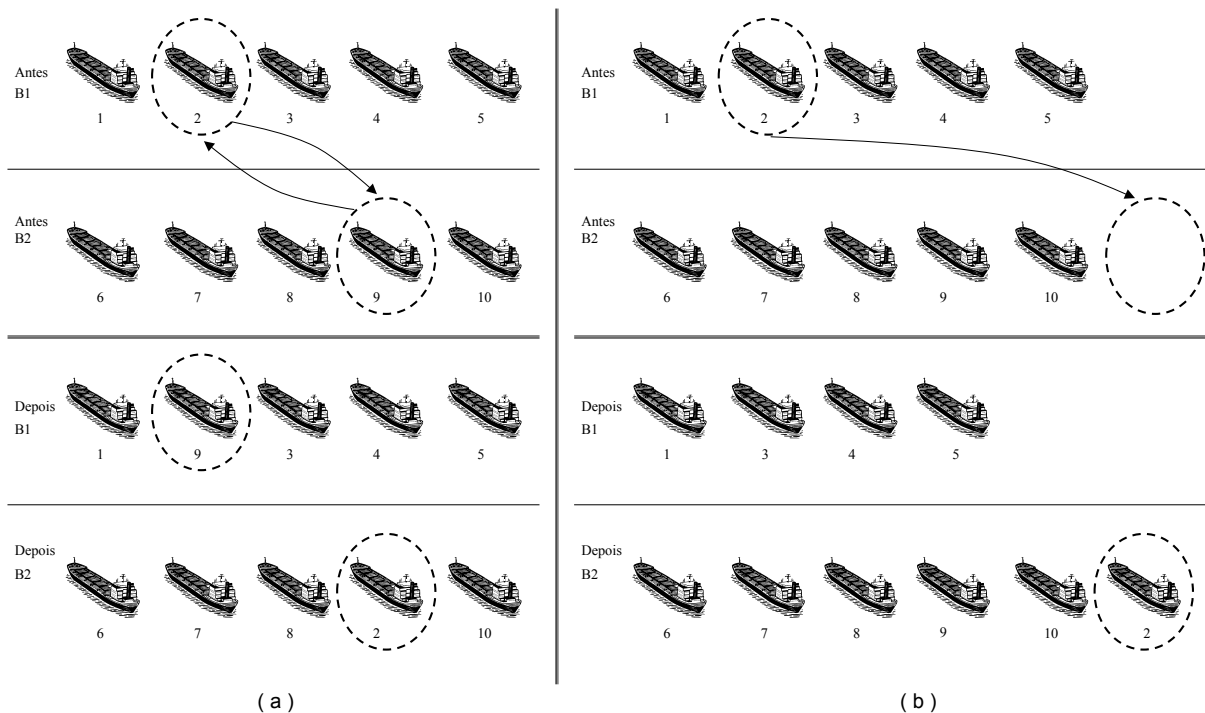 Antes
B1
1 2 3 4 5
Antes
B2
6 7 8 9 10
Depois
B1
1 9 3 4 5
Depois
B2
6 7 8 2 10
( a )
Antes
B1
1 2 3 4 5
Antes
B2
6 7 8 9 10
Depois
B1
1 3 4 5
Depois
B2
6 7 8 9 10 2
( b )